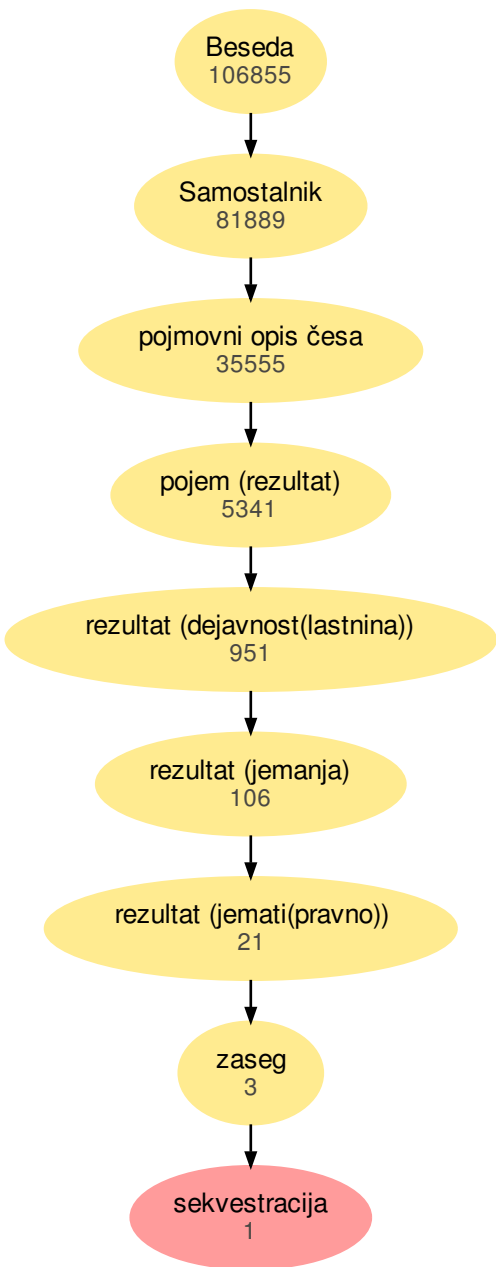 Beseda
106855
Samostalnik
81889
pojmovni opis česa
35555
pojem (rezultat)
5341
rezultat (dejavnost(lastnina))
951
rezultat (jemanja)
106
rezultat (jemati(pravno))
21
zaseg
3
sekvestracija
1